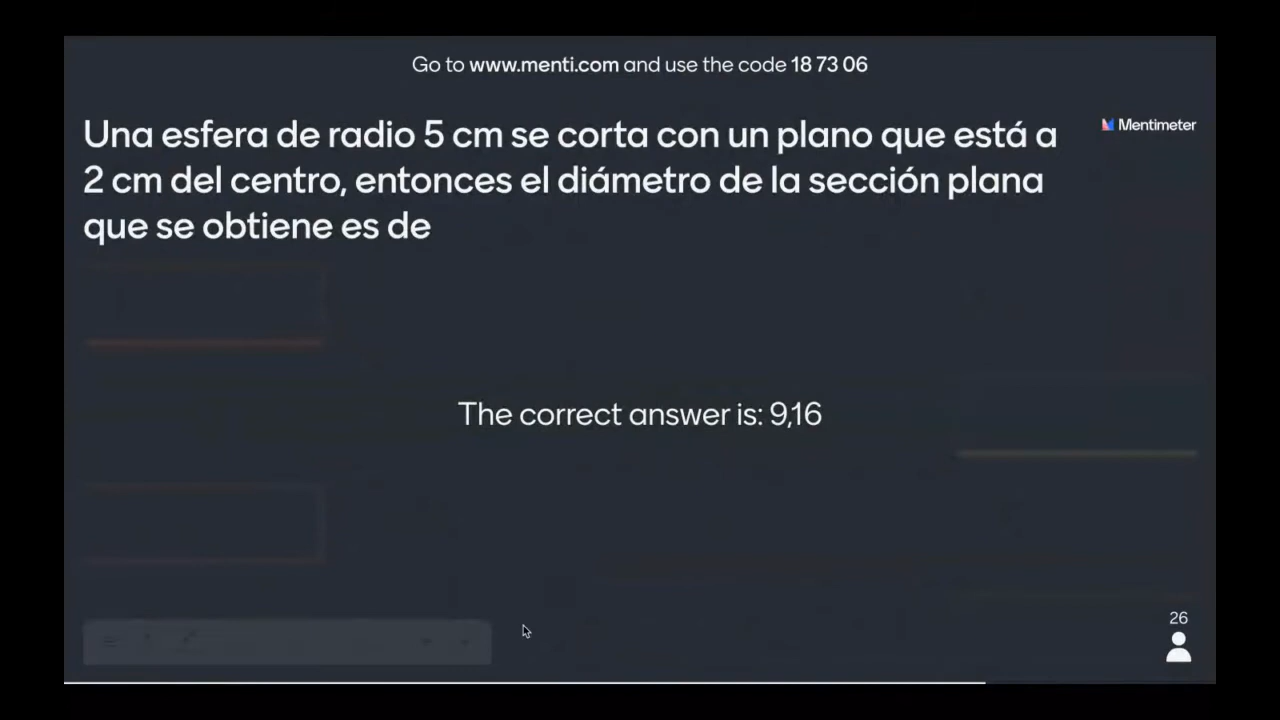 Go to www.menti.com and use the code 18 73 06
Una esfera de radio 5 cm se corta con un plano que está a
2 cm del centro, entonces el diámetro de la sección plana
que se obtiene es de
Mentimeter
The correct answer is: 9,16
26